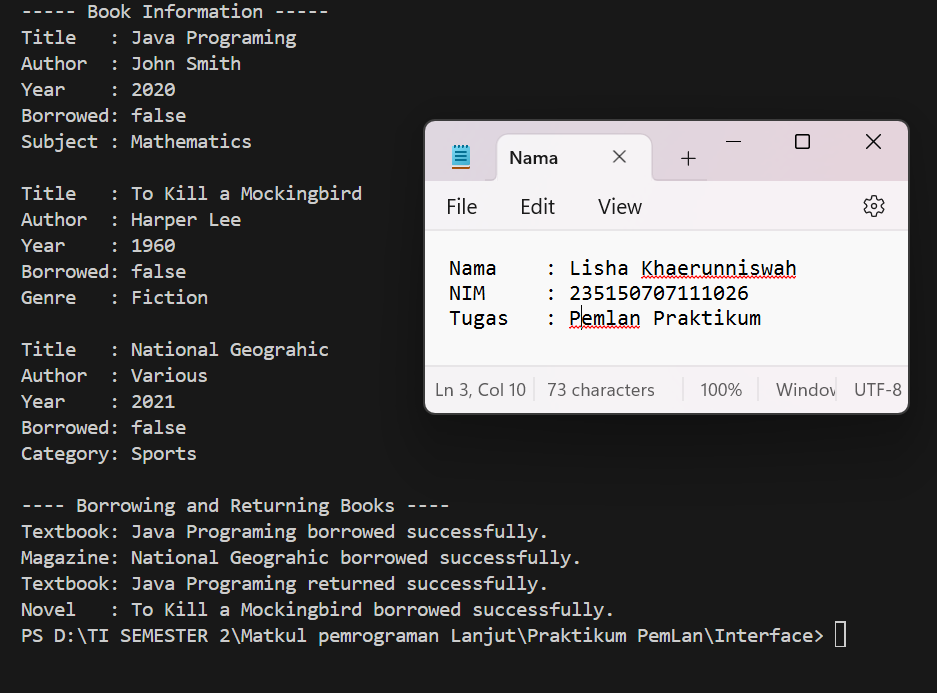 ----- Book Information -----
Title   : Java Programing
Author  : John Smith
Year    : 2020
Borrowed: false
Subject : Mathematics

Title   : To Kill a Mockingbird
Author  : Harper Lee
Year    : 1960
Borrowed: false
Genre   : Fiction

Title   : National Geograhic
Author  : Various
Year    : 2021
Borrowed: false
Category: Sports

---- Borrowing and Returning Books ----
Textbook: Java Programing borrowed successfully.
Magazine: National Geograhic borrowed successfully.
Textbook: Java Programing returned successfully.
Novel   : To Kill a Mockingbird borrowed successfully.
PS D:\TI SEMESTER 2\Matkul pemrograman Lanjut\Praktikum PemLan\Interface>

Nama
File Edit View
Nama    : Lisha Khaerunniswah
NIM     : 235150707111026
Tugas   : Pemlan Praktikum
Ln 3, Col 10 73 characters 100% Window UTF-8